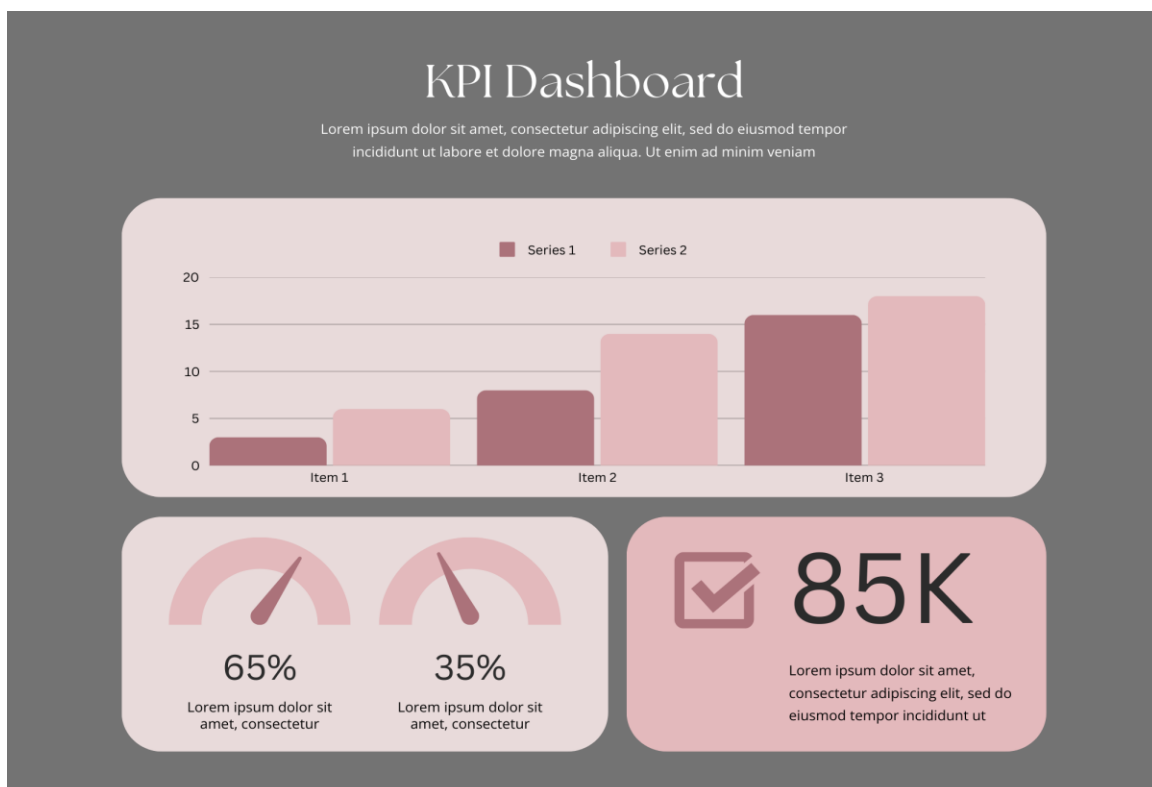 KPI Dashboard
Lorem ipsum dolor sit amet, consectetur adipiscing elit, sed do eiusmod tempor
incididunt ut labore et dolore magna aliqua. Ut enim ad minim veniam
Series 1
Series 2
20
15
10
5
0
Item 1
Item 2
Item 3
65%
Lorem ipsum dolor sit
amet, consectetur
35%
Lorem ipsum dolor sit
amet, consectetur
85K
Lorem ipsum dolor sit amet,
consectetur adipiscing elit, sed do
eiusmod tempor incididunt ut